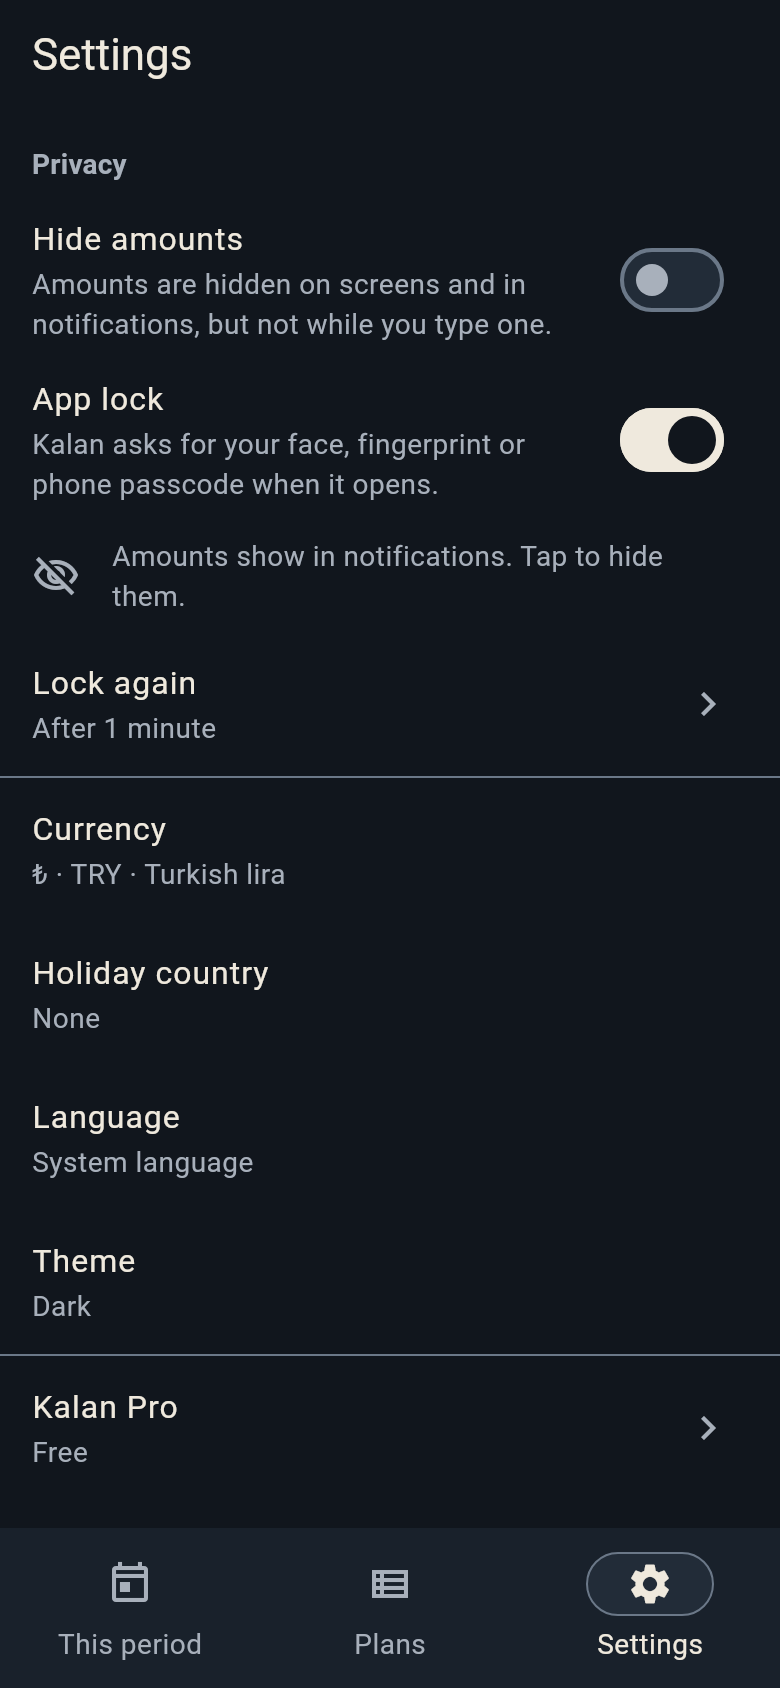 Settings
Privacy
Hide amounts
Amounts are hidden on screens and in
notifications, but not while you type one.
App lock
Kalan asks for your face, fingerprint or
phone passcode when it opens.
Amounts show in notifications. Tap to hide
them.
Lock again
After 1 minute
Currency
₺ · TRY · Turkish lira
Holiday country
None
Language
System language
Theme
Dark
Kalan Pro
Free
This period
Plans
Settings